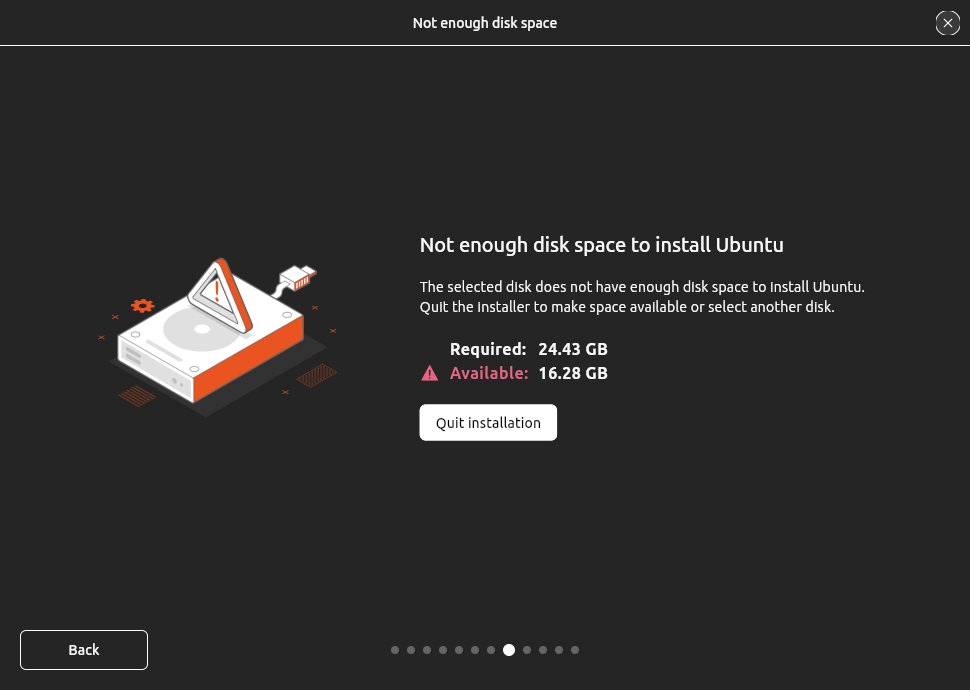 Not enough disk space
Not enough disk space to install Ubuntu
The selected disk does not have enough disk space to install Ubuntu.
Quit the installer to make space available or select another disk.
Required: 24.43 GB
Available: 16.28 GB
Quit installation
Back